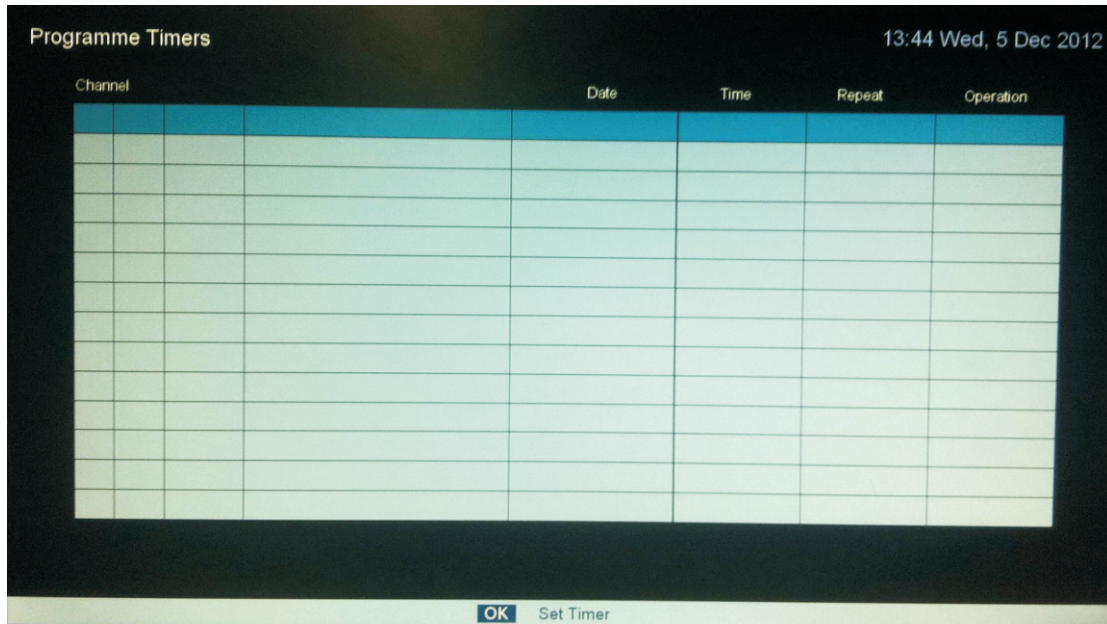 Programme Timers
13:44 Wed, 5 Dec 2012
Channel Date Time Repeat Operation
OK Set Timer